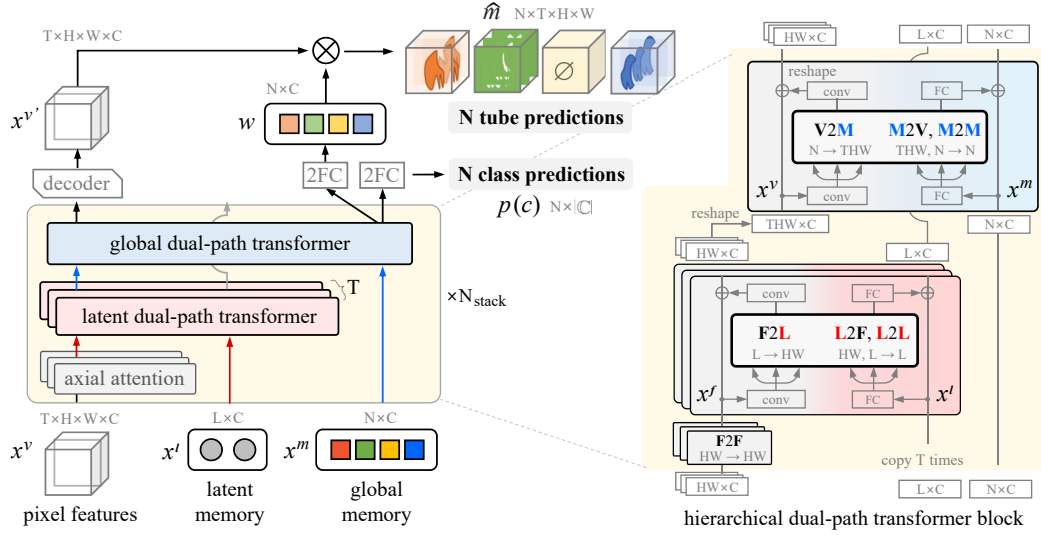 T×H×W×C
x^v'
decoder
m̂ N×T×H×W
∅
N tube predictions
N×C
w
2FC
2FC
N class predictions
p(c) N×|ℂ|
global dual-path transformer
T
latent dual-path transformer
axial attention
×N_stack
T×H×W×C
L×C
N×C
x^v
x^l
x^m
pixel features
latent memory
global memory
HW×C
L×C
N×C
reshape
conv
FC
V2M
M2V, M2M
N → THW
THW, N → N
x^v
conv
FC
x^m
reshape
THW×C
N×C
HW×C
L×C
conv
FC
F2L
L2F, L2L
L → HW
HW, L → L
x^f
conv
FC
x^l
F2F
HW → HW
copy T times
HW×C
L×C
N×C
hierarchical dual-path transformer block